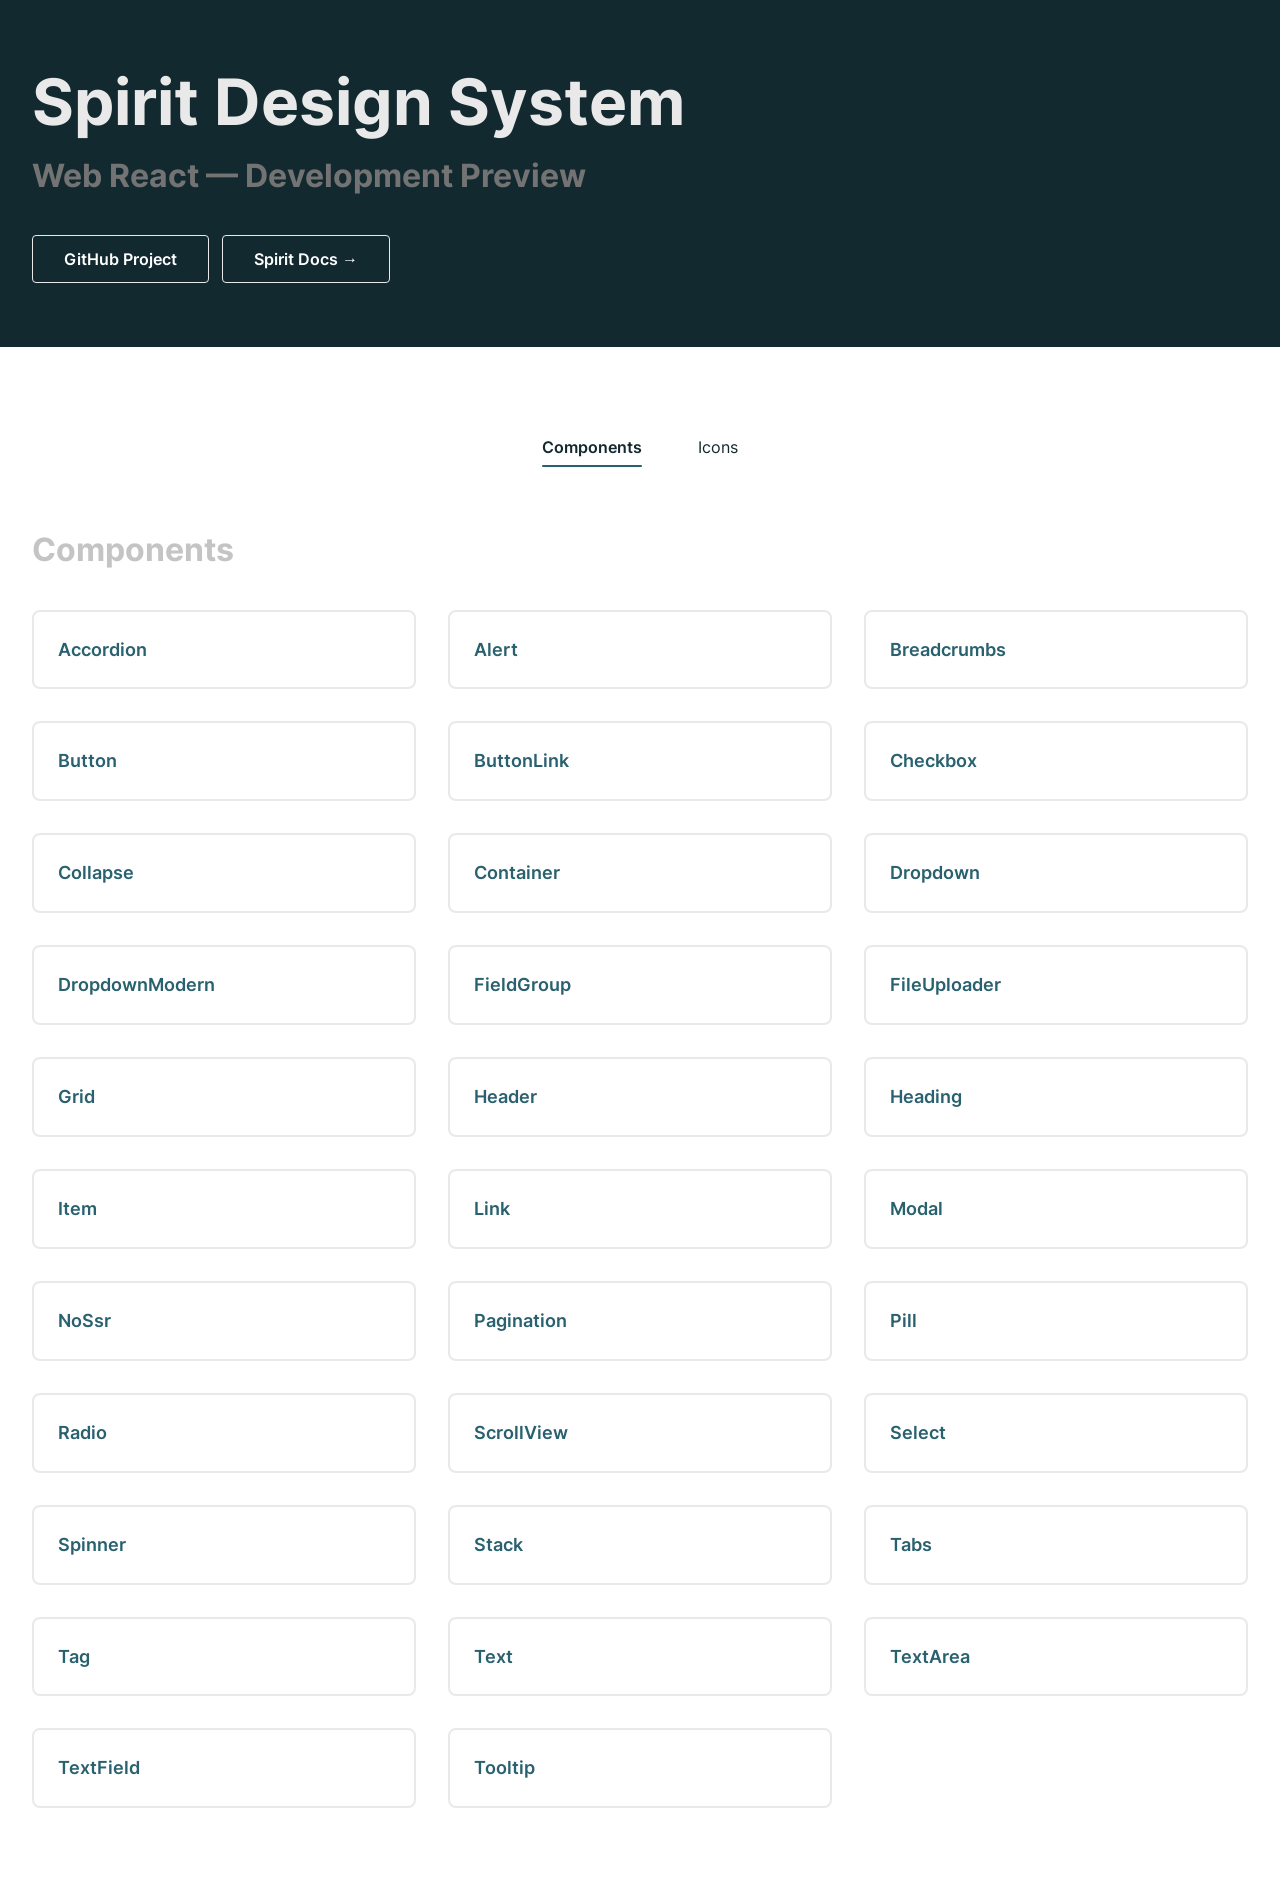 Spirit Design System
Web React — Development Preview
GitHub Project
Spirit Docs →
Components
Icons
Components
Accordion
Alert
Breadcrumbs
Button
ButtonLink
Checkbox
Collapse
Container
Dropdown
DropdownModern
FieldGroup
FileUploader
Grid
Header
Heading
Item
Link
Modal
NoSsr
Pagination
Pill
Radio
ScrollView
Select
Spinner
Stack
Tabs
Tag
Text
TextArea
TextField
Tooltip